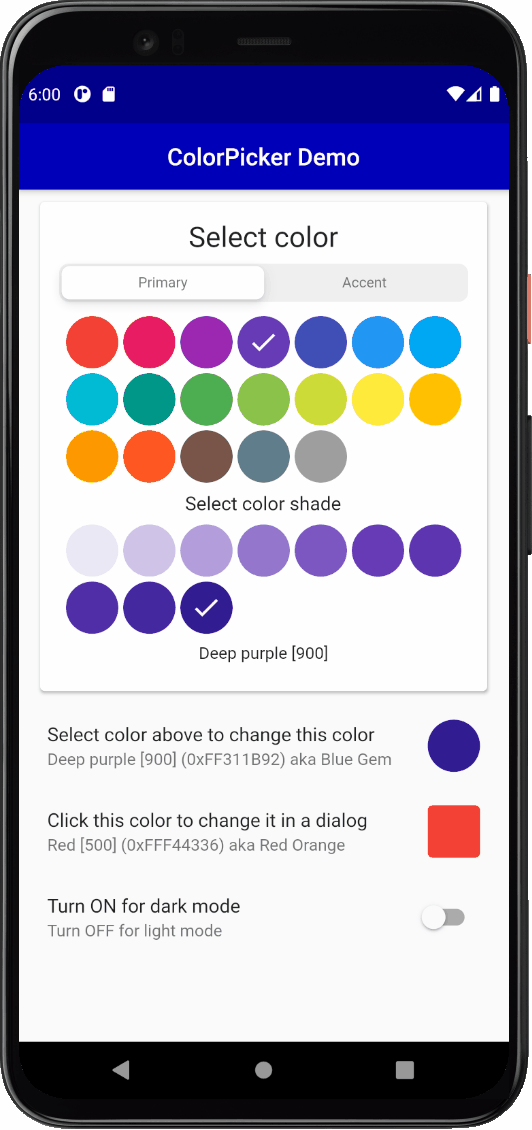 6:00
ColorPicker Demo
Select color
Primary Accent
Select color shade
Deep purple [900]
Select color above to change this color
Deep purple [900] (0xFF311B92) aka Blue Gem
Click this color to change it in a dialog
Red [500] (0xFFF44336) aka Red Orange
Turn ON for dark mode
Turn OFF for light mode